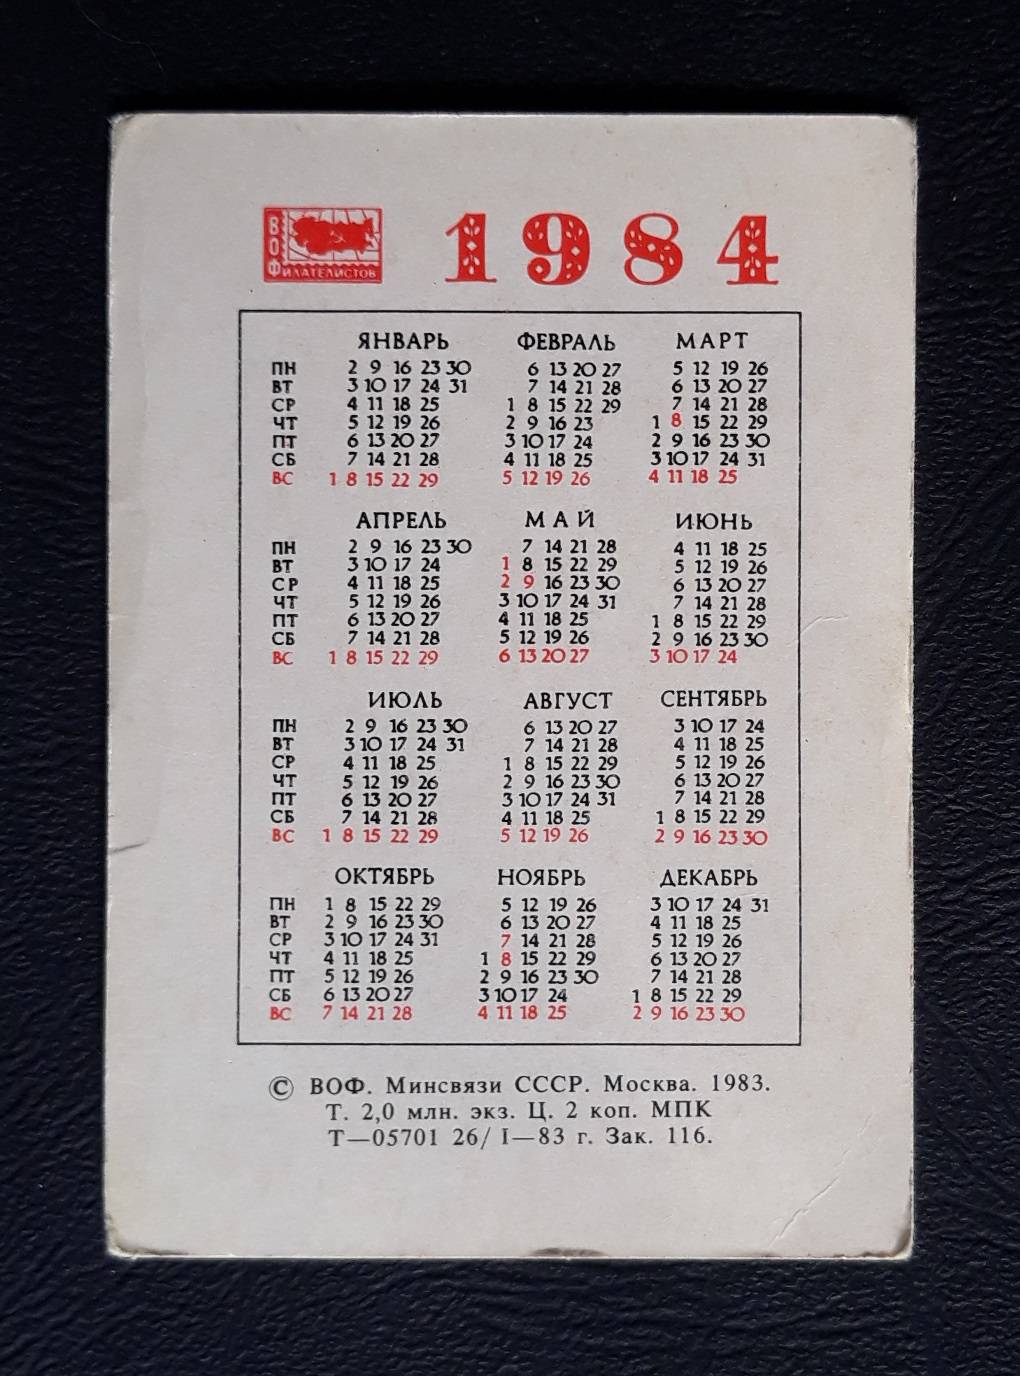 ВОФ
ФИЛАТЕЛИСТОВ
1984
ЯНВАРЬ ФЕВРАЛЬ МАРТ
ПН 2 9 16 23 30 6 13 20 27 5 12 19 26
ВТ 3 10 17 24 31 7 14 21 28 6 13 20 27
СР 4 11 18 25 1 8 15 22 29 7 14 21 28
ЧТ 5 12 19 26 2 9 16 23 1 8 15 22 29
ПТ 6 13 20 27 3 10 17 24 2 9 16 23 30
СБ 7 14 21 28 4 11 18 25 3 10 17 24 31
ВС 1 8 15 22 29 5 12 19 26 4 11 18 25
АПРЕЛЬ МАЙ ИЮНЬ
ПН 2 9 16 23 30 7 14 21 28 4 11 18 25
ВТ 3 10 17 24 1 8 15 22 29 5 12 19 26
СР 4 11 18 25 2 9 16 23 30 6 13 20 27
ЧТ 5 12 19 26 3 10 17 24 31 7 14 21 28
ПТ 6 13 20 27 4 11 18 25 1 8 15 22 29
СБ 7 14 21 28 5 12 19 26 2 9 16 23 30
ВС 1 8 15 22 29 6 13 20 27 3 10 17 24
ИЮЛЬ АВГУСТ СЕНТЯБРЬ
ПН 2 9 16 23 30 6 13 20 27 3 10 17 24
ВТ 3 10 17 24 31 7 14 21 28 4 11 18 25
СР 4 11 18 25 1 8 15 22 29 5 12 19 26
ЧТ 5 12 19 26 2 9 16 23 30 6 13 20 27
ПТ 6 13 20 27 3 10 17 24 31 7 14 21 28
СБ 7 14 21 28 4 11 18 25 1 8 15 22 29
ВС 1 8 15 22 29 5 12 19 26 2 9 16 23 30
ОКТЯБРЬ НОЯБРЬ ДЕКАБРЬ
ПН 1 8 15 22 29 5 12 19 26 3 10 17 24 31
ВТ 2 9 16 23 30 6 13 20 27 4 11 18 25
СР 3 10 17 24 31 7 14 21 28 5 12 19 26
ЧТ 4 11 18 25 1 8 15 22 29 6 13 20 27
ПТ 5 12 19 26 2 9 16 23 30 7 14 21 28
СБ 6 13 20 27 3 10 17 24 1 8 15 22 29
ВС 7 14 21 28 4 11 18 25 2 9 16 23 30
© ВОФ. Минсвязи СССР. Москва. 1983.
Т. 2,0 млн. экз. Ц. 2 коп. МПК
Т—05701 26/ I—83 г. Зак. 116.